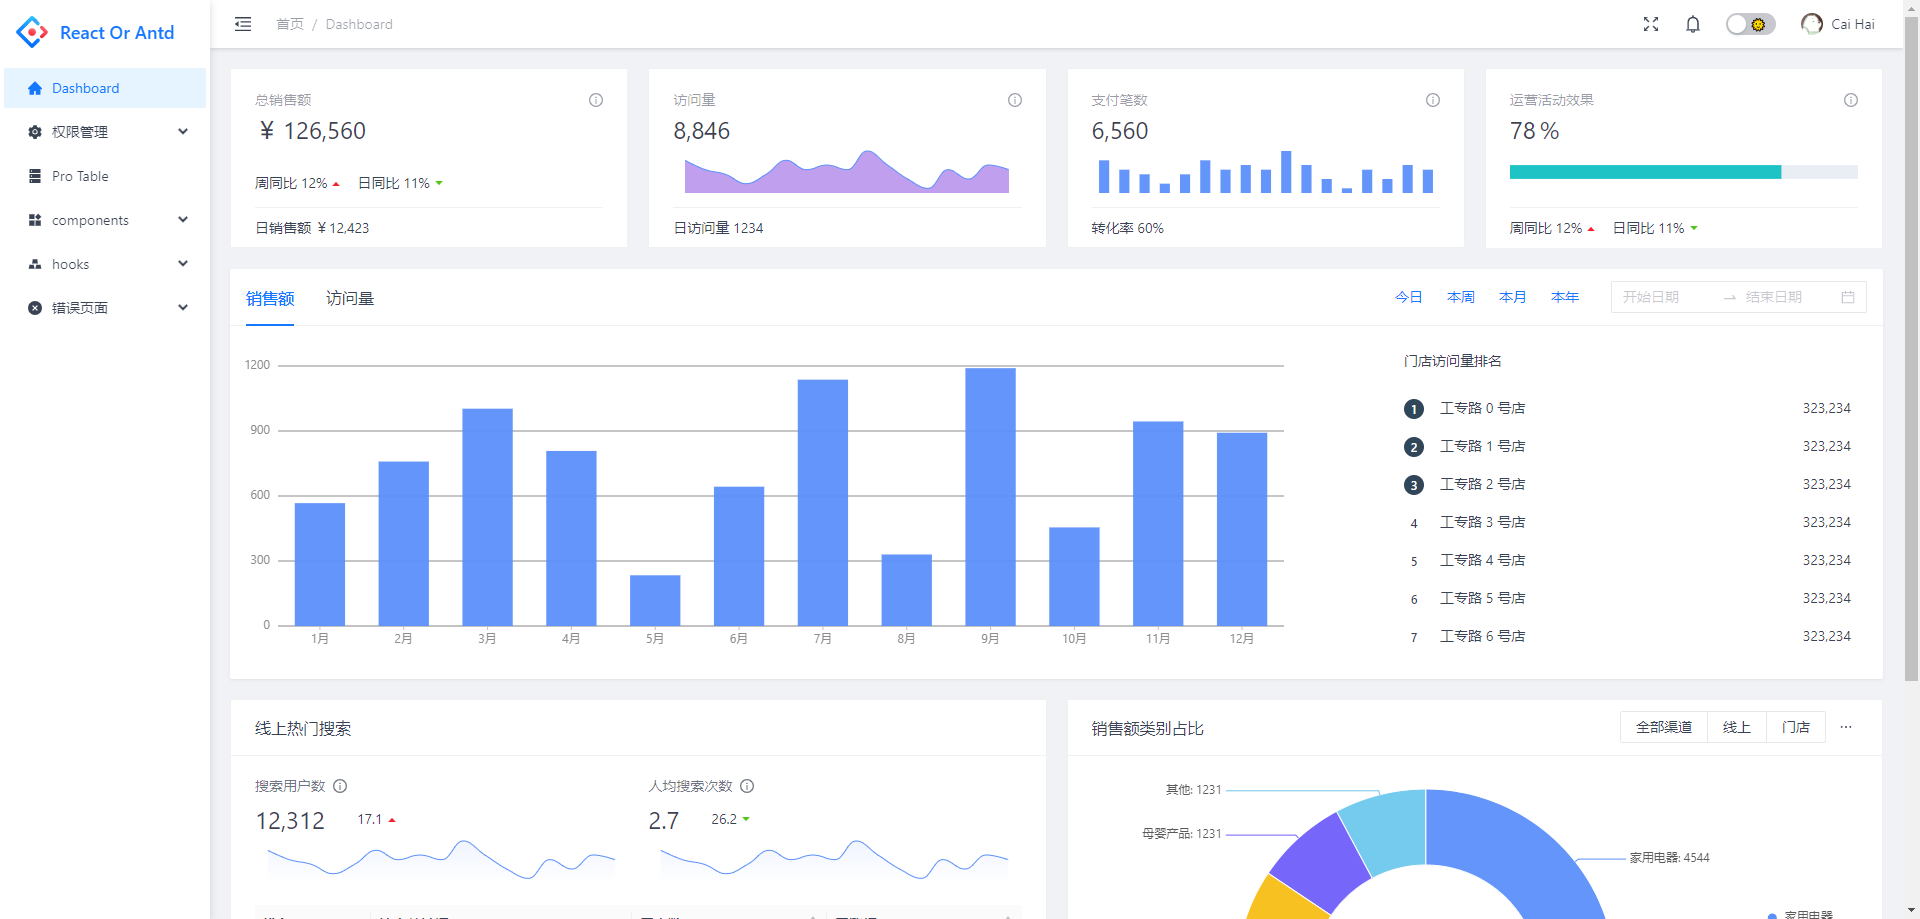 React Or Antd
首页 / Dashboard
Cai Hai
Dashboard
权限管理
Pro Table
components
hooks
错误页面
总销售额
¥ 126,560
周同比 12% 日同比 11%
日销售额 ¥ 12,423
访问量
8,846
日访问量 1234
支付笔数
6,560
转化率 60%
运营活动效果
78 %
周同比 12% 日同比 11%
销售额 访问量
今日 本周 本月 本年 开始日期 结束日期
1200
900
600
300
0
1月 2月 3月 4月 5月 6月 7月 8月 9月 10月 11月 12月
门店访问量排名
1 工专路 0 号店 323,234
2 工专路 1 号店 323,234
3 工专路 2 号店 323,234
4 工专路 3 号店 323,234
5 工专路 4 号店 323,234
6 工专路 5 号店 323,234
7 工专路 6 号店 323,234
线上热门搜索
搜索用户数
12,312 17.1
人均搜索次数
2.7 26.2
销售额类别占比
全部渠道 线上 门店 ···
其他: 1231
母婴产品: 1231
家用电器: 4544
家用电器